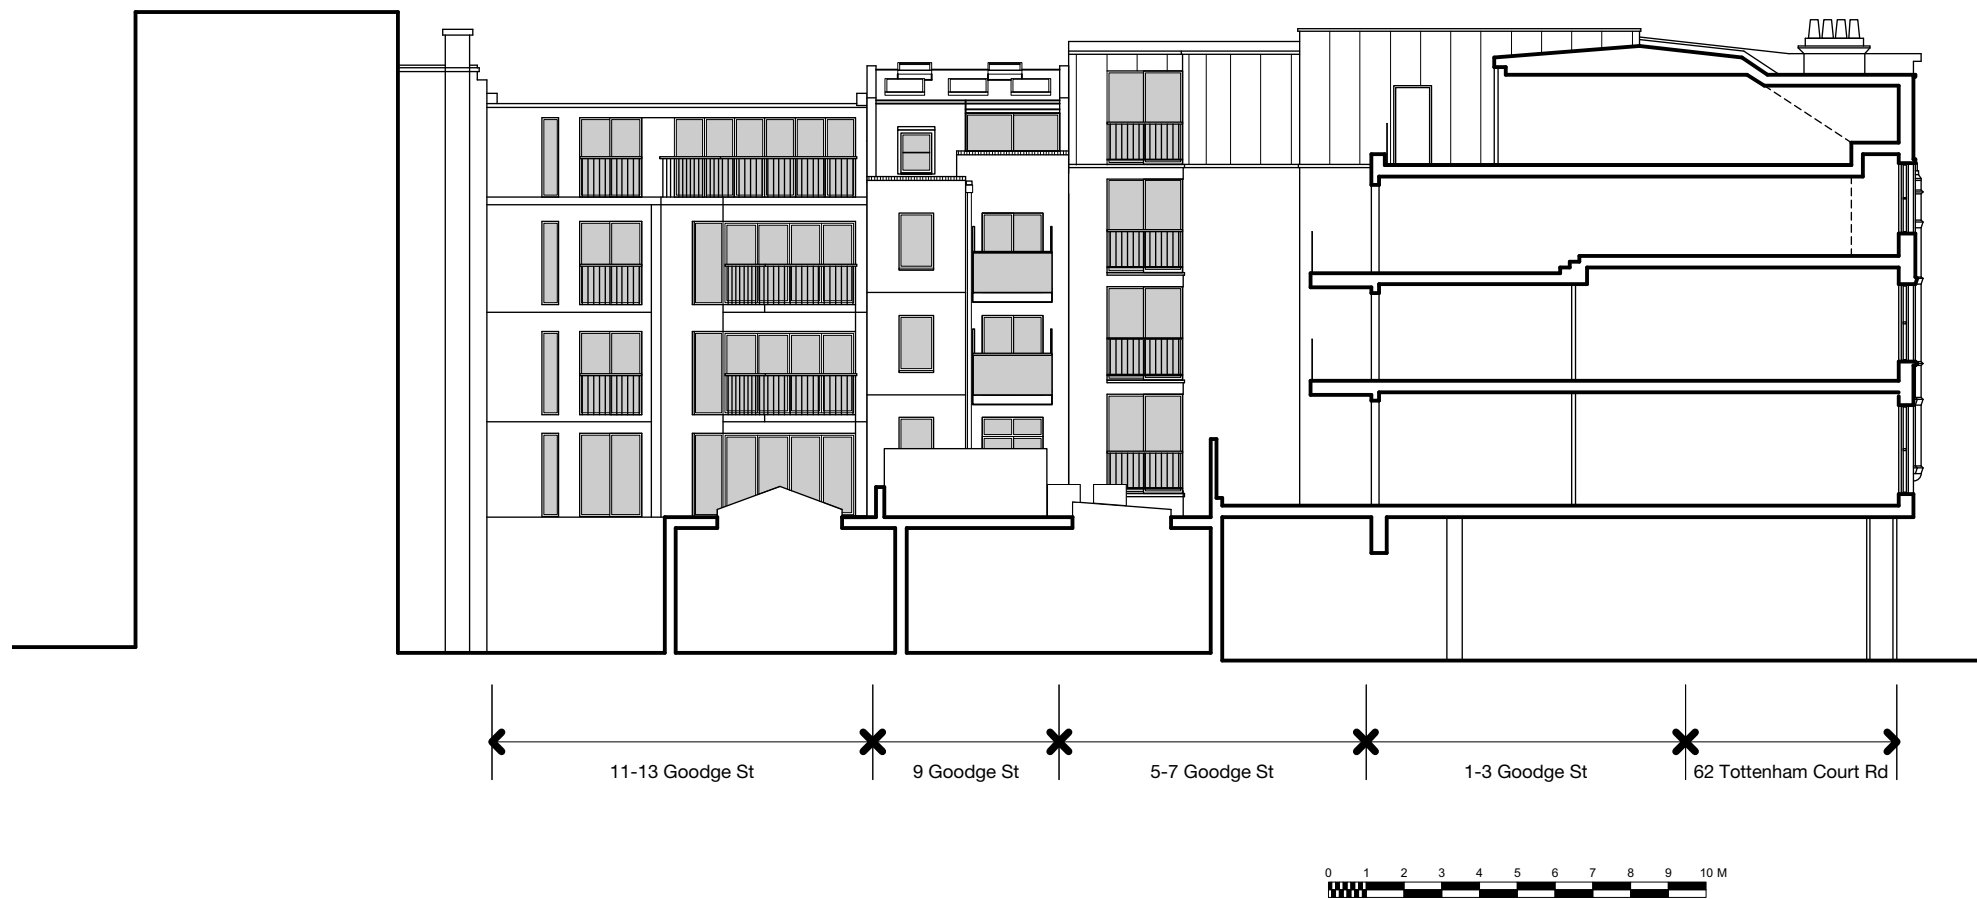 11-13 Goodge St
9 Goodge St
5-7 Goodge St
1-3 Goodge St
62 Tottenham Court Rd
0 1 2 3 4 5 6 7 8 9 10 M